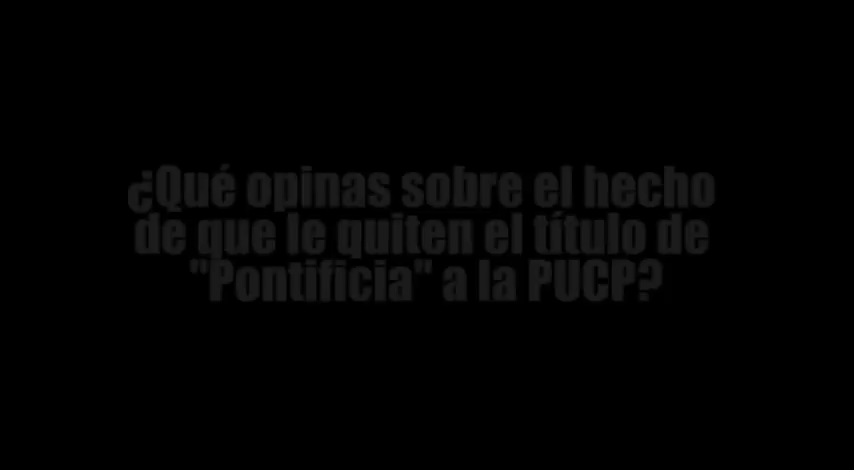 ¿Qué opinas sobre el hecho
de que le quiten el título de
"Pontificia" a la PUCP?